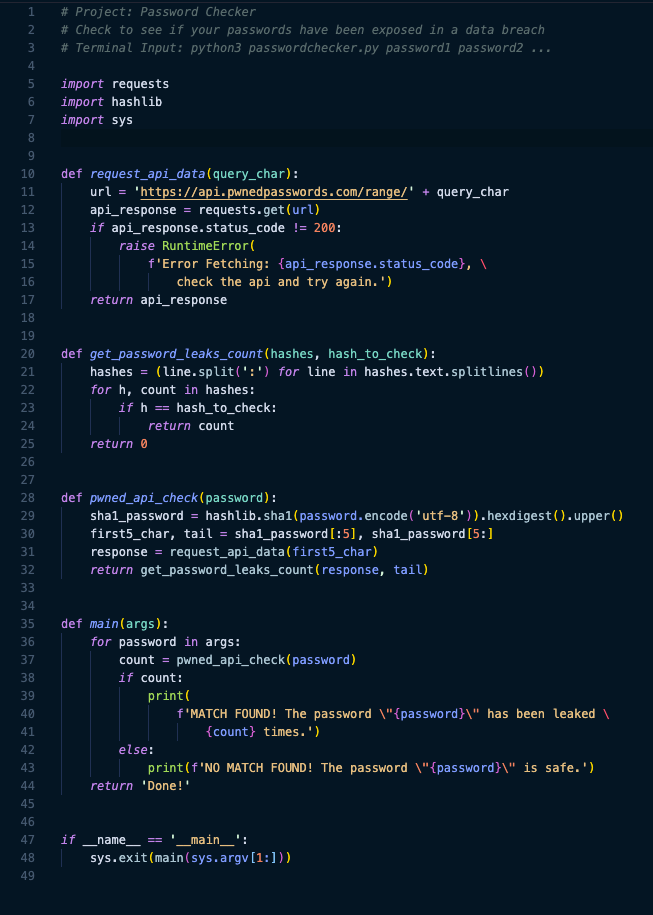 1 # Project: Password Checker
2 # Check to see if your passwords have been exposed in a data breach
3 # Terminal Input: python3 passwordchecker.py password1 password2 ...
4
5 import requests
6 import hashlib
7 import sys
8
9
10 def request_api_data(query_char):
11     url = 'https://api.pwnedpasswords.com/range/' + query_char
12     api_response = requests.get(url)
13     if api_response.status_code != 200:
14         raise RuntimeError(
15             f'Error Fetching: {api_response.status_code}, \
16                 check the api and try again.')
17     return api_response
18
19
20 def get_password_leaks_count(hashes, hash_to_check):
21     hashes = (line.split(':') for line in hashes.text.splitlines())
22     for h, count in hashes:
23         if h == hash_to_check:
24             return count
25     return 0
26
27
28 def pwned_api_check(password):
29     sha1_password = hashlib.sha1(password.encode('utf-8')).hexdigest().upper()
30     first5_char, tail = sha1_password[:5], sha1_password[5:]
31     response = request_api_data(first5_char)
32     return get_password_leaks_count(response, tail)
33
34
35 def main(args):
36     for password in args:
37         count = pwned_api_check(password)
38         if count:
39             print(
40                 f'MATCH FOUND! The password \"{password}\" has been leaked \
41                     {count} times.')
42         else:
43             print(f'NO MATCH FOUND! The password \"{password}\" is safe.')
44     return 'Done!'
45
46
47 if __name__ == '__main__':
48     sys.exit(main(sys.argv[1:]))
49